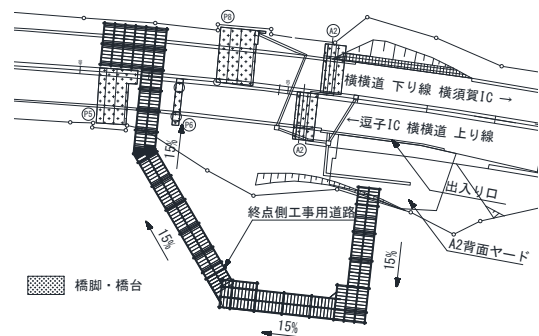 P8
A2
横横道 下り線 横須賀IC →
←逗子IC 横横道 上り線
P5
P6
A2
15%
出入り口
終点側工事用道路
A2背面ヤード
15%
15%
橋脚・橋台
15%